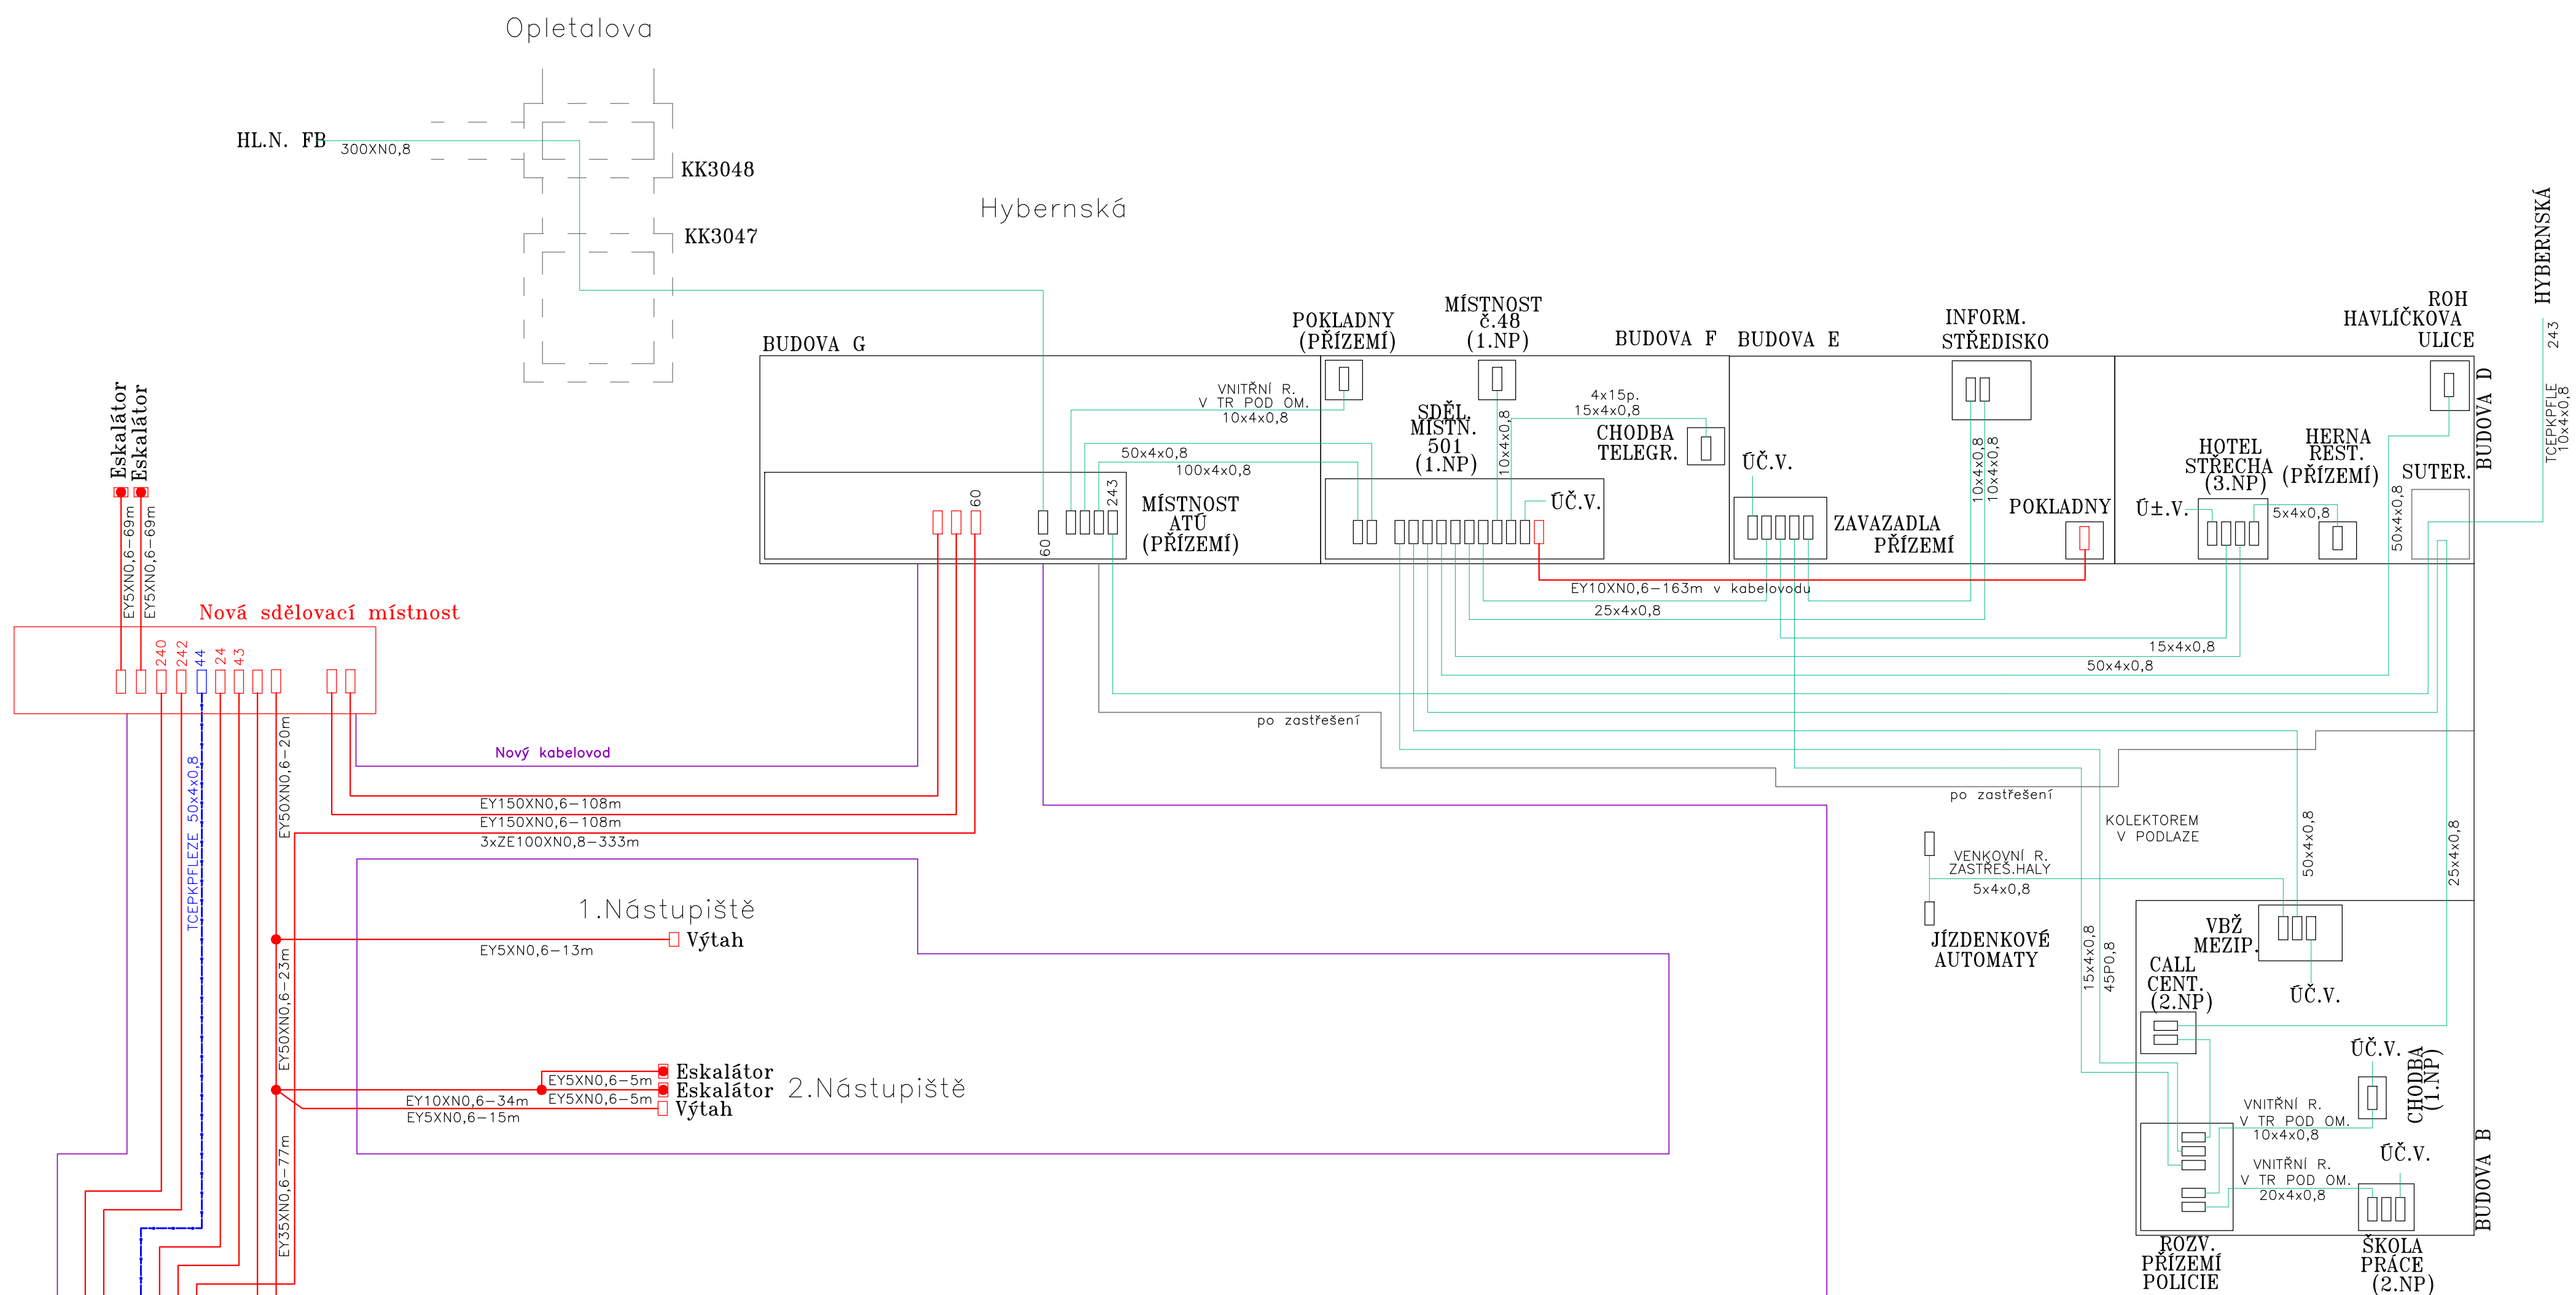 Opletalova
HL.N. FB
300XN0,8
KK3048
KK3047
Hybernská
HYBERNSKÁ
243
TCEPKPFLE
10x4x0,8
ROH
HAVLÍČKOVA
ULICE
BUDOVA G
POKLADNY
(PŘÍZEMÍ)
MÍSTNOST
č.48
(1.NP)
BUDOVA F
BUDOVA E
INFORM.
STŘEDISKO
BUDOVA D
VNITŘNÍ R.
V TR POD OM.
10x4x0,8
50x4x0,8
100x4x0,8
SDĚL.
MÍSTN.
501
(1.NP)
10x4x0,8
4x15p.
15x4x0,8
CHODBA
TELEGR.
ÚČ.V.
ÚČ.V.
10x4x0,8
10x4x0,8
HOTEL
STŘECHA
(3.NP)
HERNA
REST.
(PŘÍZEMÍ)
SUTER.
Ú±.V.
5x4x0,8
50x4x0,8
60
60
243
MÍSTNOST
ATÚ
(PŘÍZEMÍ)
ZAVAZADLA
PŘÍZEMÍ
POKLADNY
EY10XN0,6-163m v kabelovodu
25x4x0,8
15x4x0,8
50x4x0,8
po zastřešení
po zastřešení
Eskalátor
Eskalátor
EY5XN0,6-69m
EY5XN0,6-69m
Nová sdělovací místnost
240
242
44
24
43
TCEPKPFLEZE 50x4x0,8
EY50XN0,6-20m
Nový kabelovod
EY150XN0,6-108m
EY150XN0,6-108m
3xZE100XN0,8-333m
1.Nástupiště
Výtah
EY5XN0,6-13m
EY50XN0,6-23m
Eskalátor
EY5XN0,6-5m
Eskalátor
2.Nástupiště
EY10XN0,6-34m
EY5XN0,6-5m
Výtah
EY5XN0,6-15m
EY35XN0,6-77m
KOLEKTOREM
V PODLAZE
50x4x0,8
25x4x0,8
VENKOVNÍ R.
ZASTŘEŠ.HALY
5x4x0,8
JÍZDENKOVÉ
AUTOMATY
15x4x0,8
45P0,8
VBŽ
MEZIP.
ÚČ.V.
CALL
CENT.
(2.NP)
ÚČ.V.
CHODBA
(1.NP)
VNITŘNÍ R.
V TR POD OM.
10x4x0,8
ÚČ.V.
VNITŘNÍ R.
V TR POD OM.
20x4x0,8
BUDOVA B
ROZV.
PŘÍZEMÍ
POLICIE
ŠKOLA
PRÁCE
(2.NP)